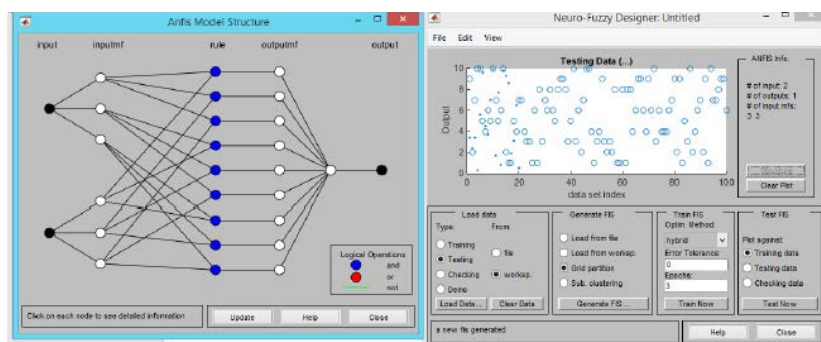 Anfis Model Structure
input inputmf rule outputmf output
Logical Operations
and
or
not
Click on each node to see detailed information
Update Help Close
Neuro-Fuzzy Designer: Untitled
File Edit View
Testing Data (...)
Output
10
8
6
4
2
0
0 20 40 60 80 100
data set index
ANFIS Info.
# of input: 2
# of outputs: 1
# of input mfs:
3 3
Clear Plot
Load data
Type: From:
Training
Testing
Checking
Demo
file
worksp.
Load Data... Clear Data
Generate FIS
Load from file
Load from worksp.
Grid partition
Sub. clustering
Generate FIS ...
Train FIS
Optim. Method:
hybrid
Error Tolerance:
0
Epochs:
3
Train Now
Test FIS
Plot against:
Training data
Testing data
Checking data
Test Now
a new fis generated
Help Close